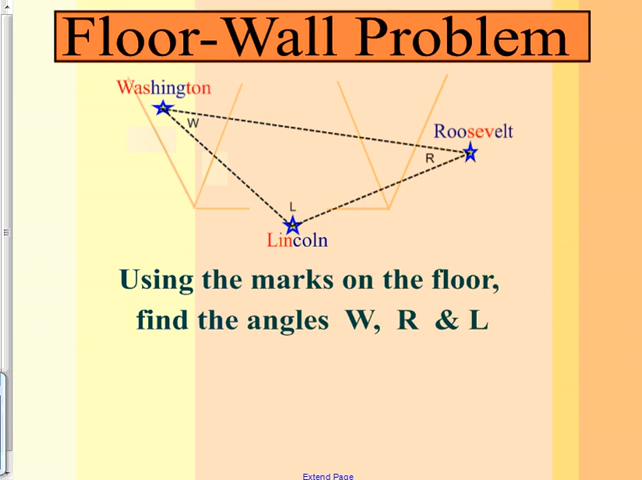 Floor-Wall Problem
Washington
W
Roosevelt
R
L
Lincoln
Using the marks on the floor,
find the angles W, R & L
Extend Page